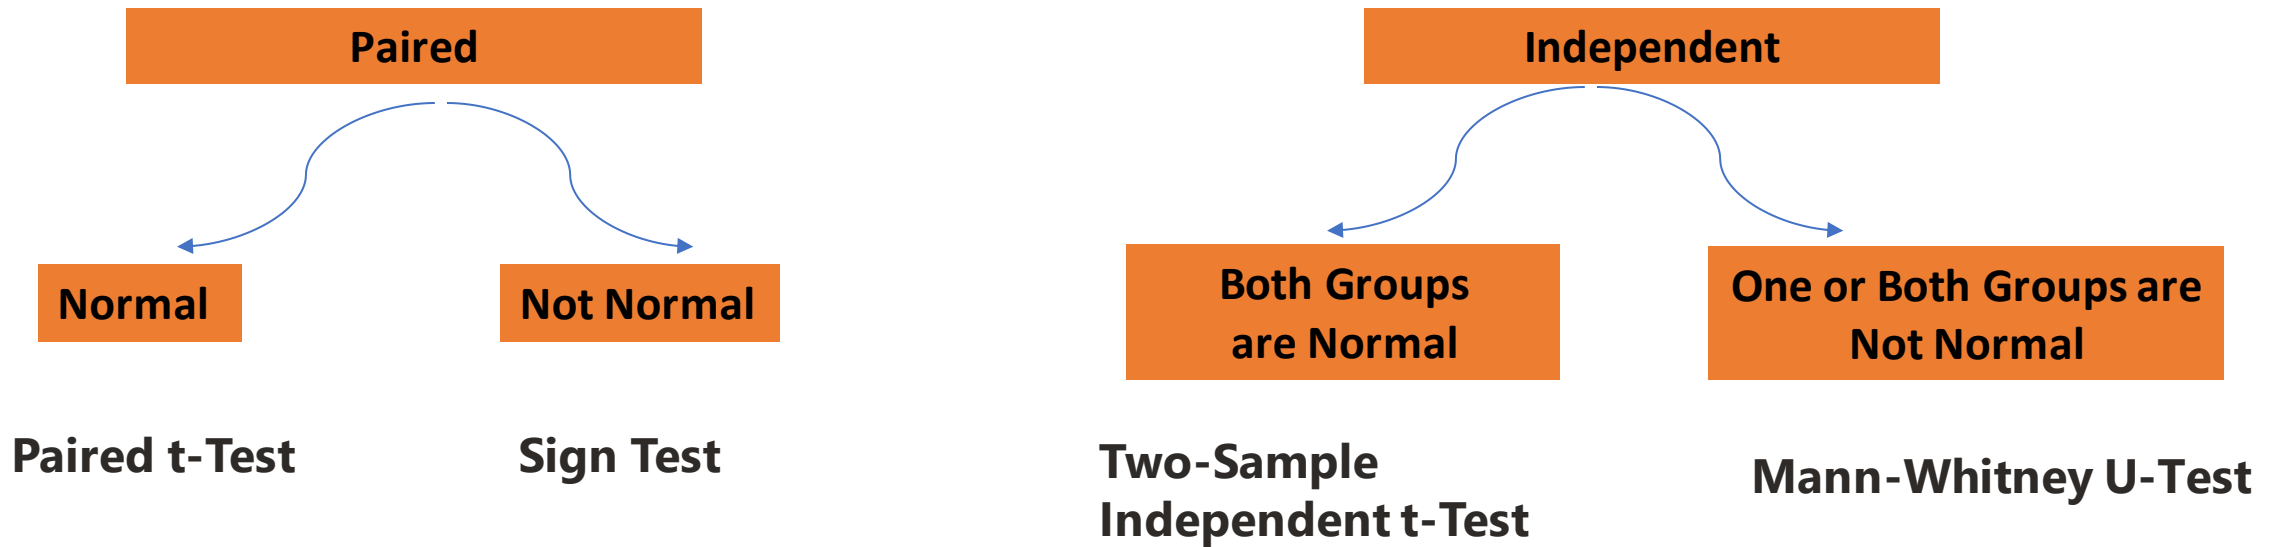 Paired
Independent
Normal
Not Normal
Both Groups
are Normal
One or Both Groups are
Not Normal
Paired t-Test
Sign Test
Two-Sample
Independent t-Test
Mann-Whitney U-Test